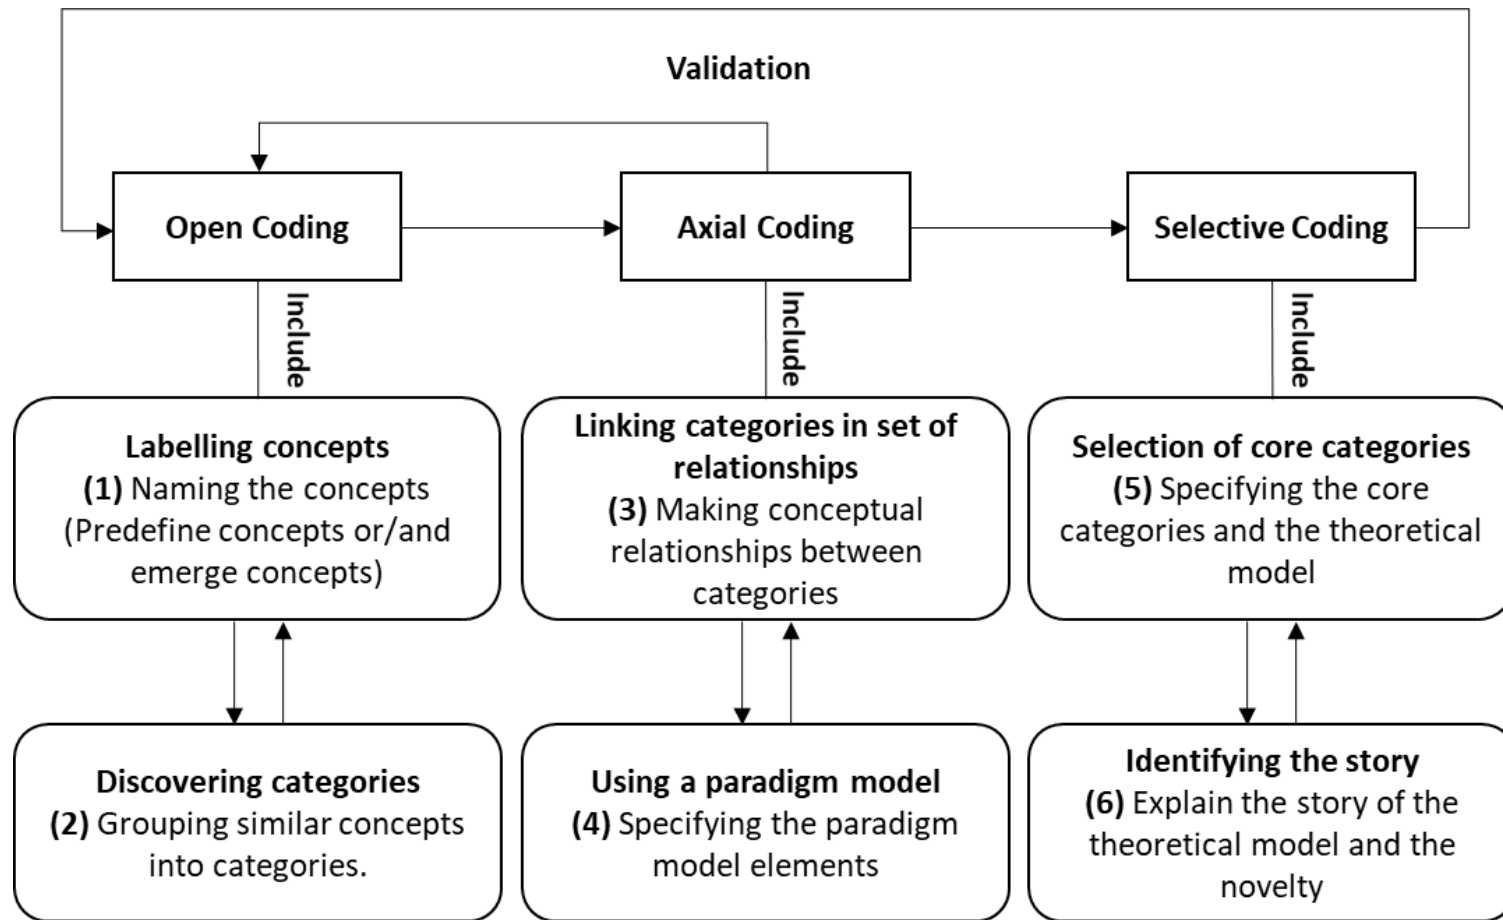 Validation
Open Coding
Axial Coding
Selective Coding
Include
Include
Include
Labelling concepts
(1) Naming the concepts
(Predefine concepts or/and
emerge concepts)
Linking categories in set of
relationships
(3) Making conceptual
relationships between
categories
Selection of core categories
(5) Specifying the core
categories and the theoretical
model
Discovering categories
(2) Grouping similar concepts
into categories.
Using a paradigm model
(4) Specifying the paradigm
model elements
Identifying the story
(6) Explain the story of the
theoretical model and the
novelty